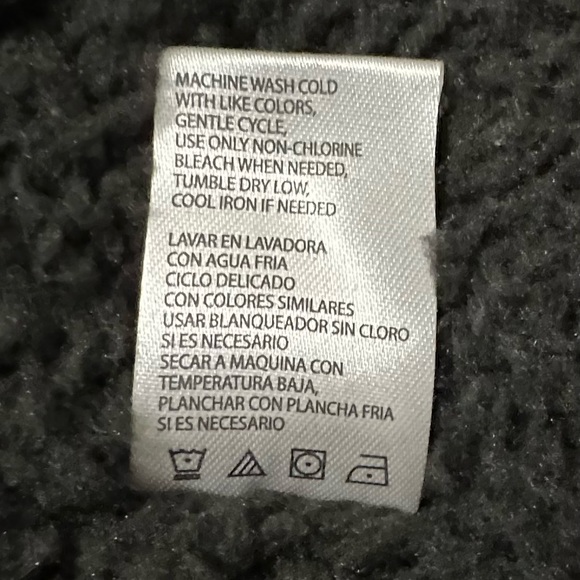 MACHINE WASH COLD
WITH LIKE COLORS,
GENTLE CYCLE,
USE ONLY NON-CHLORINE
BLEACH WHEN NEEDED,
TUMBLE DRY LOW,
COOL IRON IF NEEDED
LAVAR EN LAVADORA
CON AGUA FRIA
CICLO DELICADO
CON COLORES SIMILARES
USAR BLANQUEADOR SIN CLORO
SI ES NECESARIO
SECAR A MAQUINA CON
TEMPERATURA BAJA,
PLANCHAR CON PLANCHA FRIA
SI ES NECESARIO